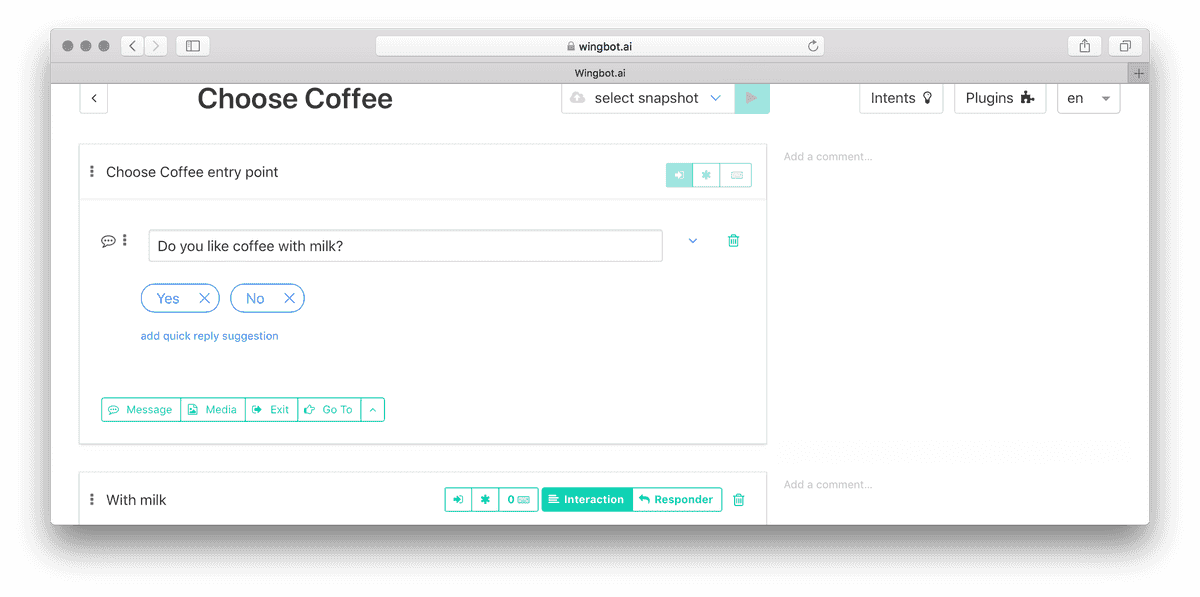 wingbot.ai
Wingbot.ai
Choose Coffee
select snapshot
Intents
Plugins
en
Choose Coffee entry point
Add a comment...
Do you like coffee with milk?
Yes
No
add quick reply suggestion
Message
Media
Exit
Go To
With milk
0
Interaction
Responder
Add a comment...